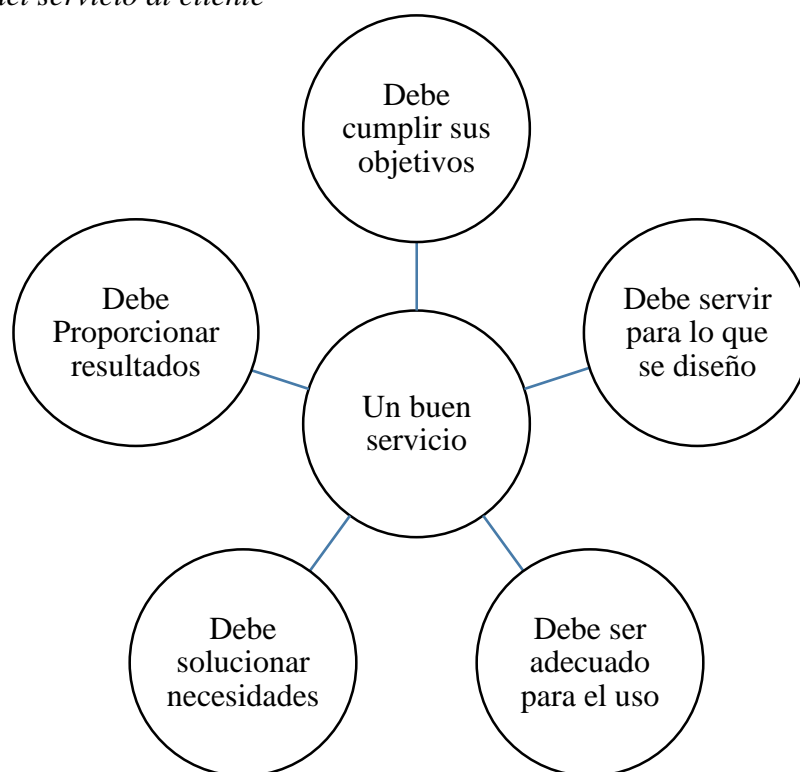 del servicio al cliente
Debe
cumplir sus
objetivos
Debe servir
para lo que
se diseño
Debe ser
adecuado
para el uso
Debe
solucionar
necesidades
Debe
Proporcionar
resultados
Un buen
servicio